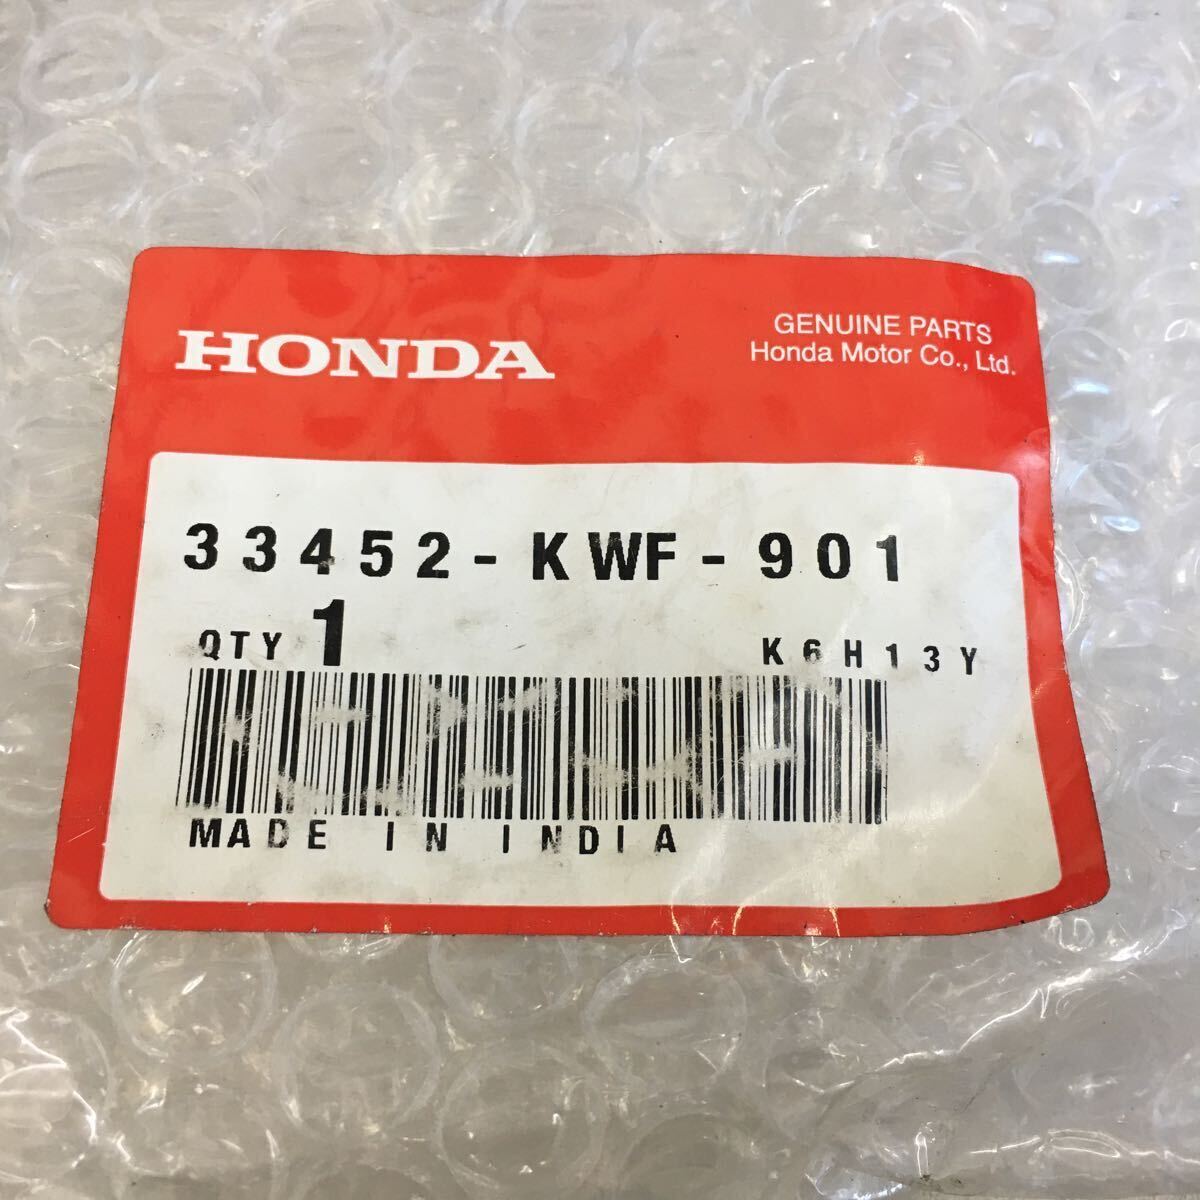 HONDA
GENUINE PARTS
Honda Motor Co., Ltd.
33452-KWF-901
QTY 1
K6H13Y
MADE IN INDIA